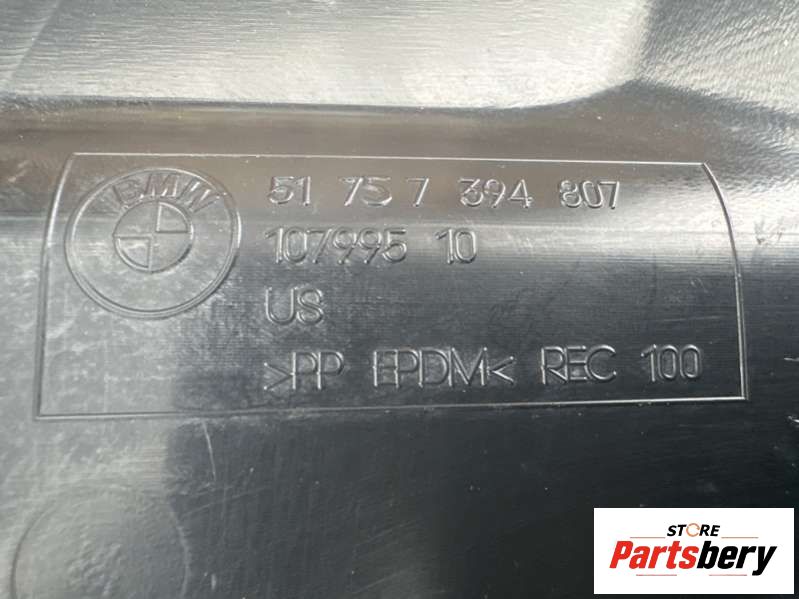 BMW
51 75 7 394 807
107995 10
US
>PP EPDM< REC 100
STORE
Partsbery